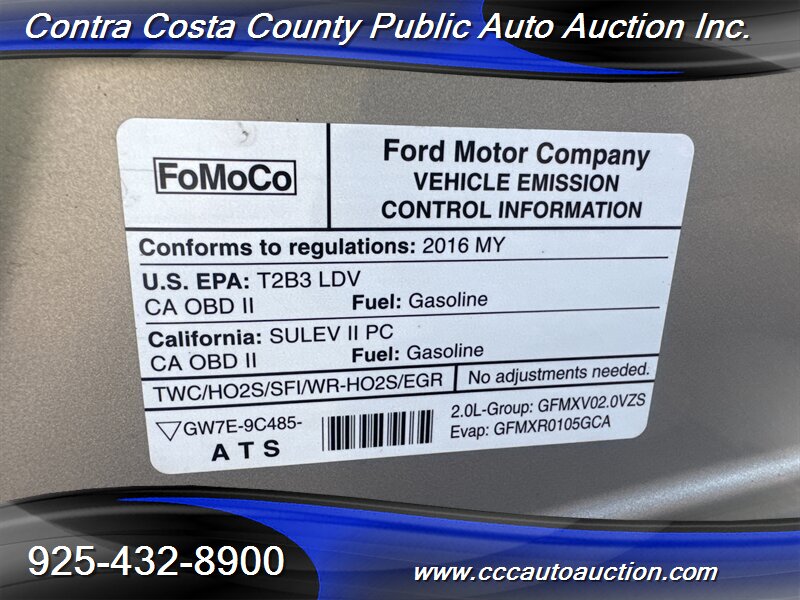 Contra Costa County Public Auto Auction Inc.
FoMoCo
Ford Motor Company
VEHICLE EMISSION
CONTROL INFORMATION
Conforms to regulations: 2016 MY
U.S. EPA: T2B3 LDV
CA OBD II Fuel: Gasoline
California: SULEV II PC
CA OBD II Fuel: Gasoline
TWC/HO2S/SFI/WR-HO2S/EGR No adjustments needed.
GW7E-9C485-
A T S
2.0L-Group: GFMXV02.0VZS
Evap: GFMXR0105GCA
925-432-8900
www.cccautoauction.com